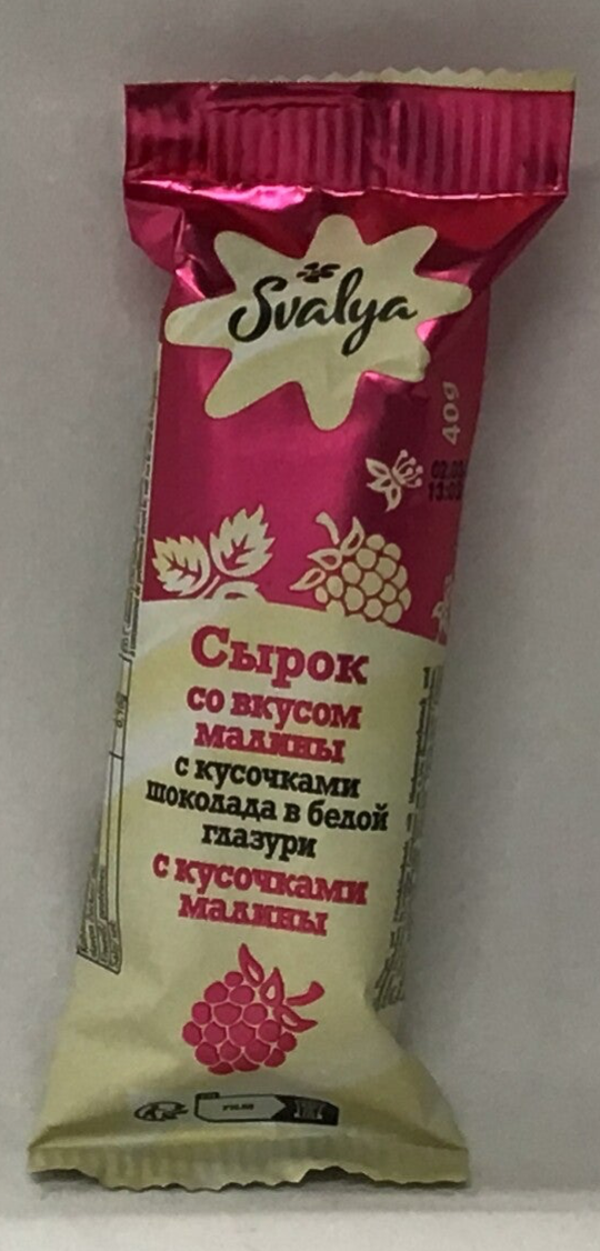 Svalya
40g
Сырок
со вкусом
малины
с кусочками
шоколада в белой
глазури
с кусочками
малины